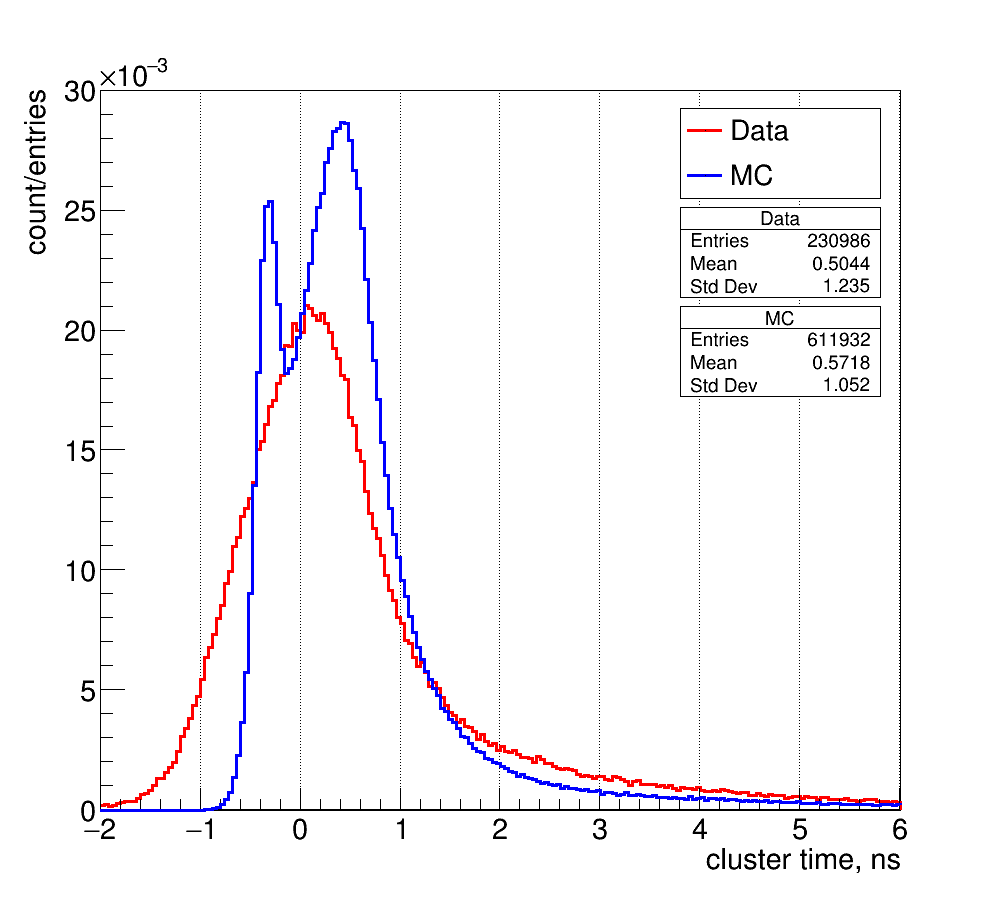 ×10⁻³
count/entries
30
25
20
15
10
5
0
Data
MC
Data
Entries 230986
Mean 0.5044
Std Dev 1.235
MC
Entries 611932
Mean 0.5718
Std Dev 1.052
−2 −1 0 1 2 3 4 5 6
cluster time, ns